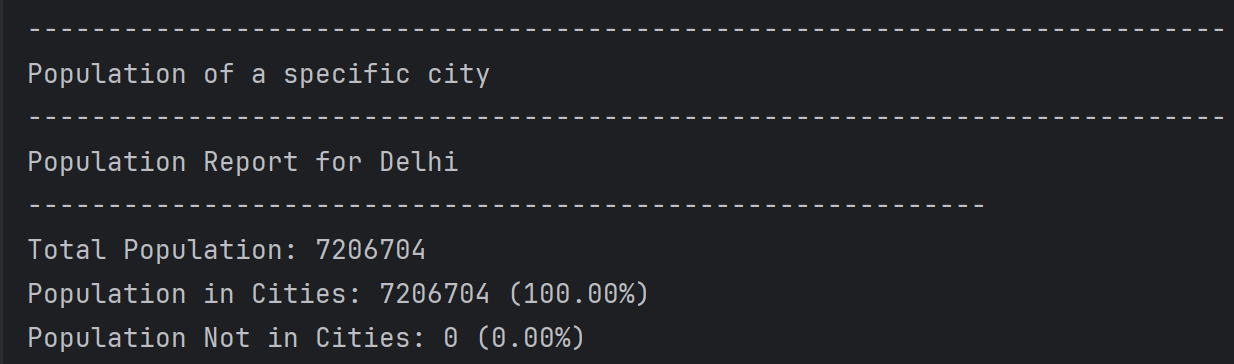 ---------------------------------------------------------------------------
Population of a specific city
---------------------------------------------------------------------------
Population Report for Delhi
------------------------------------------------------------
Total Population: 7206704
Population in Cities: 7206704 (100.00%)
Population Not in Cities: 0 (0.00%)